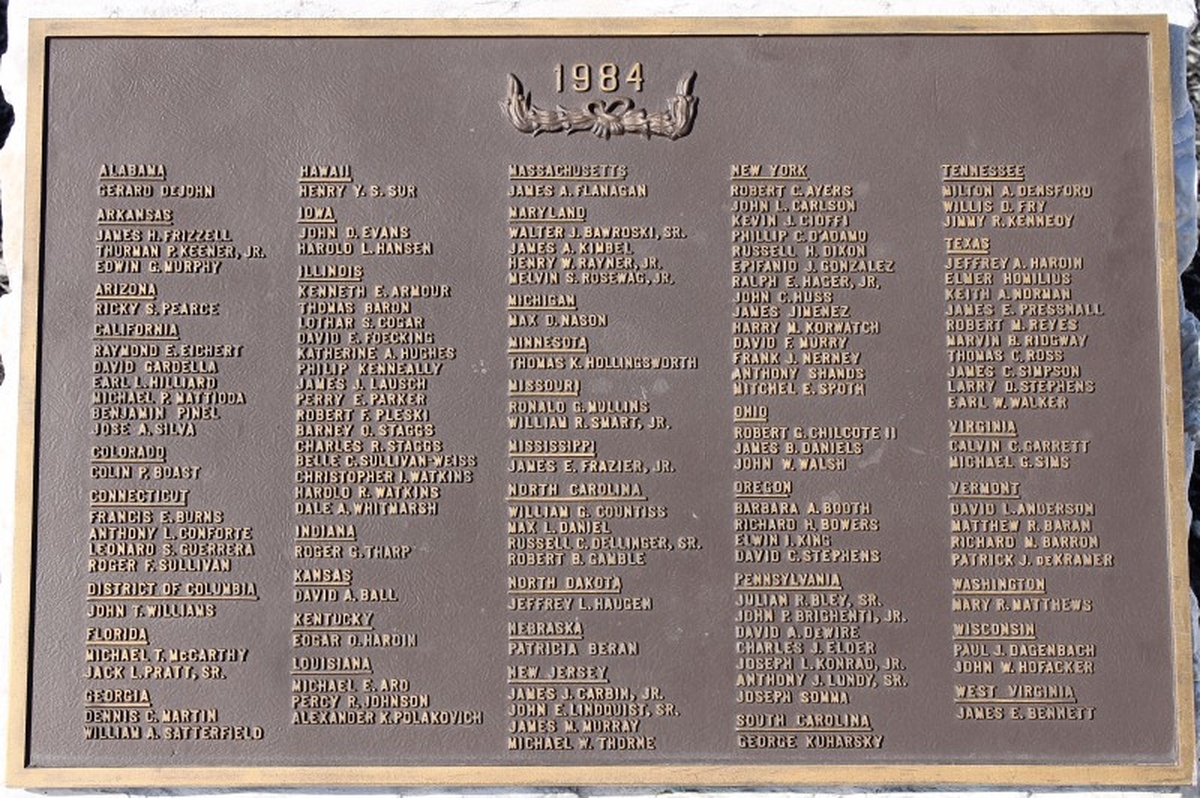 1984
ALABAMA
GERARD DEJOHN
ARKANSAS
JAMES H. FRIZZELL
THURMAN P. KEENER, JR.
EDWIN G. MURPHY
ARIZONA
RICKY S. PEARCE
CALIFORNIA
RAYMOND E. EICHERT
DAVID GARDELLA
EARL L. HILLIARD
MICHAEL P. MATTIODA
BENJAMIN PINEL
JOSE A. SILVA
COLORADO
COLIN P. BOAST
CONNECTICUT
FRANCIS E. BURNS
ANTHONY L. CONFORTE
LEONARD S. GUERRERA
ROGER F. SULLIVAN
DISTRICT OF COLUMBIA
JOHN T. WILLIAMS
FLORIDA
MICHAEL T. McCARTHY
JACK L. PRATT, SR.
GEORGIA
DENNIS C. MARTIN
WILLIAM A. SATTERFIELD
HAWAII
HENRY Y. S. SUR
IOWA
JOHN D. EVANS
HAROLD L. HANSEN
ILLINOIS
KENNETH E. ARMOUR
THOMAS BARON
LOTHAR S. COGAR
DAVID E. FOECKING
KATHERINE A. HUGHES
PHILIP KENNEALLY
JAMES J. LAUSCH
PERRY E. PARKER
ROBERT F. PLESKI
BARNEY O. STAGGS
CHARLES R. STAGGS
BELLE C. SULLIVAN-WEISS
CHRISTOPHER I. WATKINS
HAROLD R. WATKINS
DALE A. WHITMARSH
INDIANA
ROGER G. THARP
KANSAS
DAVID A. BALL
KENTUCKY
EDGAR O. HARDIN
LOUISIANA
MICHAEL E. ARD
PERCY R. JOHNSON
ALEXANDER K. POLAKOVICH
MASSACHUSETTS
JAMES A. FLANAGAN
MARYLAND
WALTER J. BAWROSKI, SR.
JAMES A. KIMBEL
HENRY W. RAYNER, JR.
MELVIN S. ROSEWAG, JR.
MICHIGAN
MAX D. NASON
MINNESOTA
THOMAS K. HOLLINGSWORTH
MISSOURI
RONALD G. MULLINS
WILLIAM R. SMART, JR.
MISSISSIPPI
JAMES E. FRAZIER, JR.
NORTH CAROLINA
WILLIAM G. COUNTISS
MAX L. DANIEL
RUSSELL C. DELLINGER, SR.
ROBERT B. GAMBLE
NORTH DAKOTA
JEFFREY L. HAUGEN
NEBRASKA
PATRICIA BERAN
NEW JERSEY
JAMES J. CARBIN, JR.
JOHN E. LINDQUIST, SR.
JAMES M. MURRAY
MICHAEL W. THORNE
NEW YORK
ROBERT C. AYERS
JOHN L. CARLSON
KEVIN J. CIOFFI
PHILLIP C. D'ADAMO
RUSSELL H. DIXON
EPIFANIO J. GONZALEZ
RALPH E. HAGER, JR.
JOHN C. HUSS
JAMES JIMENEZ
HARRY M. KORWATCH
DAVID F. MURRY
FRANK J. NERNEY
ANTHONY SHANDS
MITCHEL E. SPOTH
OHIO
ROBERT G. CHILCOTE II
JAMES B. DANIELS
JOHN W. WALSH
OREGON
BARBARA A. BOOTH
RICHARD H. BOWERS
ELWIN I. KING
DAVID C. STEPHENS
PENNSYLVANIA
JULIAN R. BLEY, SR.
JOHN P. BRIGHENTI, JR.
DAVID A. DEWIRE
CHARLES J. ELDER
JOSEPH L. KONRAD, JR.
ANTHONY J. LUNDY, SR.
JOSEPH SOMMA
SOUTH CAROLINA
GEORGE KUHARSKY
TENNESSEE
MILTON A. DENSFORD
WILLIS D. FRY
JIMMY R. KENNEDY
TEXAS
JEFFREY A. HARDIN
ELMER HOMILIUS
KEITH A. NORMAN
JAMES E. PRESSNALL
ROBERT M. REYES
MARVIN B. RIDGWAY
THOMAS C. ROSS
JAMES C. SIMPSON
LARRY D. STEPHENS
EARL W. WALKER
VIRGINIA
CALVIN C. GARRETT
MICHAEL G. SIMS
VERMONT
DAVID L. ANDERSON
MATTHEW R. BARAN
RICHARD M. BARRON
PATRICK J. DEKRAMER
WASHINGTON
MARY R. MATTHEWS
WISCONSIN
PAUL J. DAGENBACH
JOHN W. HOFACKER
WEST VIRGINIA
JAMES E. BENNETT